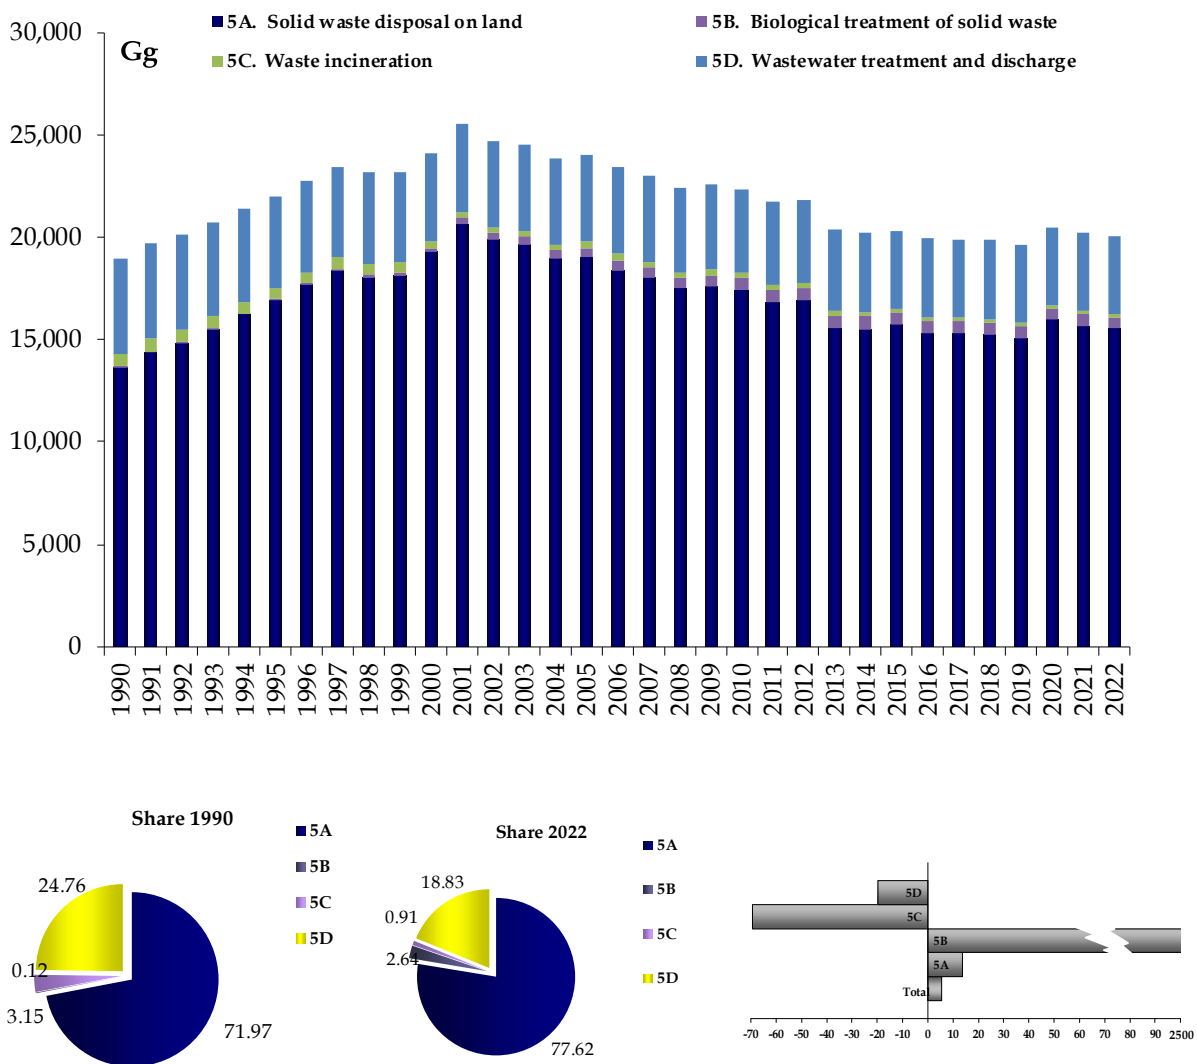 5A. Solid waste disposal on land
5B. Biological treatment of solid waste
5C. Waste incineration
5D. Wastewater treatment and discharge
Gg
30,000
25,000
20,000
15,000
10,000
5,000
0
1990
1991
1992
1993
1994
1995
1996
1997
1998
1999
2000
2001
2002
2003
2004
2005
2006
2007
2008
2009
2010
2011
2012
2013
2014
2015
2016
2017
2018
2019
2020
2021
2022
Share 1990
24.76
0.12
3.15
71.97
5A
5B
5C
5D
Share 2022
18.83
0.91
2.64
77.62
5A
5B
5C
5D
5D
5C
5B
5A
Total
-70 -60 -50 -40 -30 -20 -10 0 10 20 30 40 50 60 70 80 90 2500